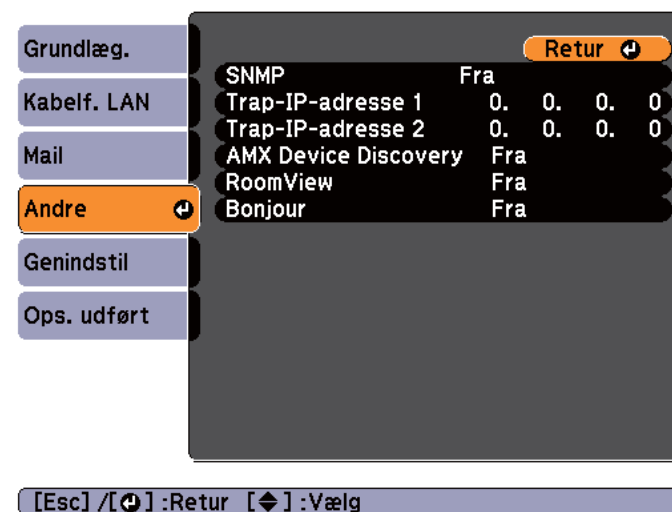 Grundlæg.
Kabelf. LAN
Mail
Andre
Genindstil
Ops. udført
Retur
SNMP Fra
Trap-IP-adresse 1 0. 0. 0. 0
Trap-IP-adresse 2 0. 0. 0. 0
AMX Device Discovery Fra
RoomView Fra
Bonjour Fra
[Esc] /[⏎] :Retur [◆] :Vælg